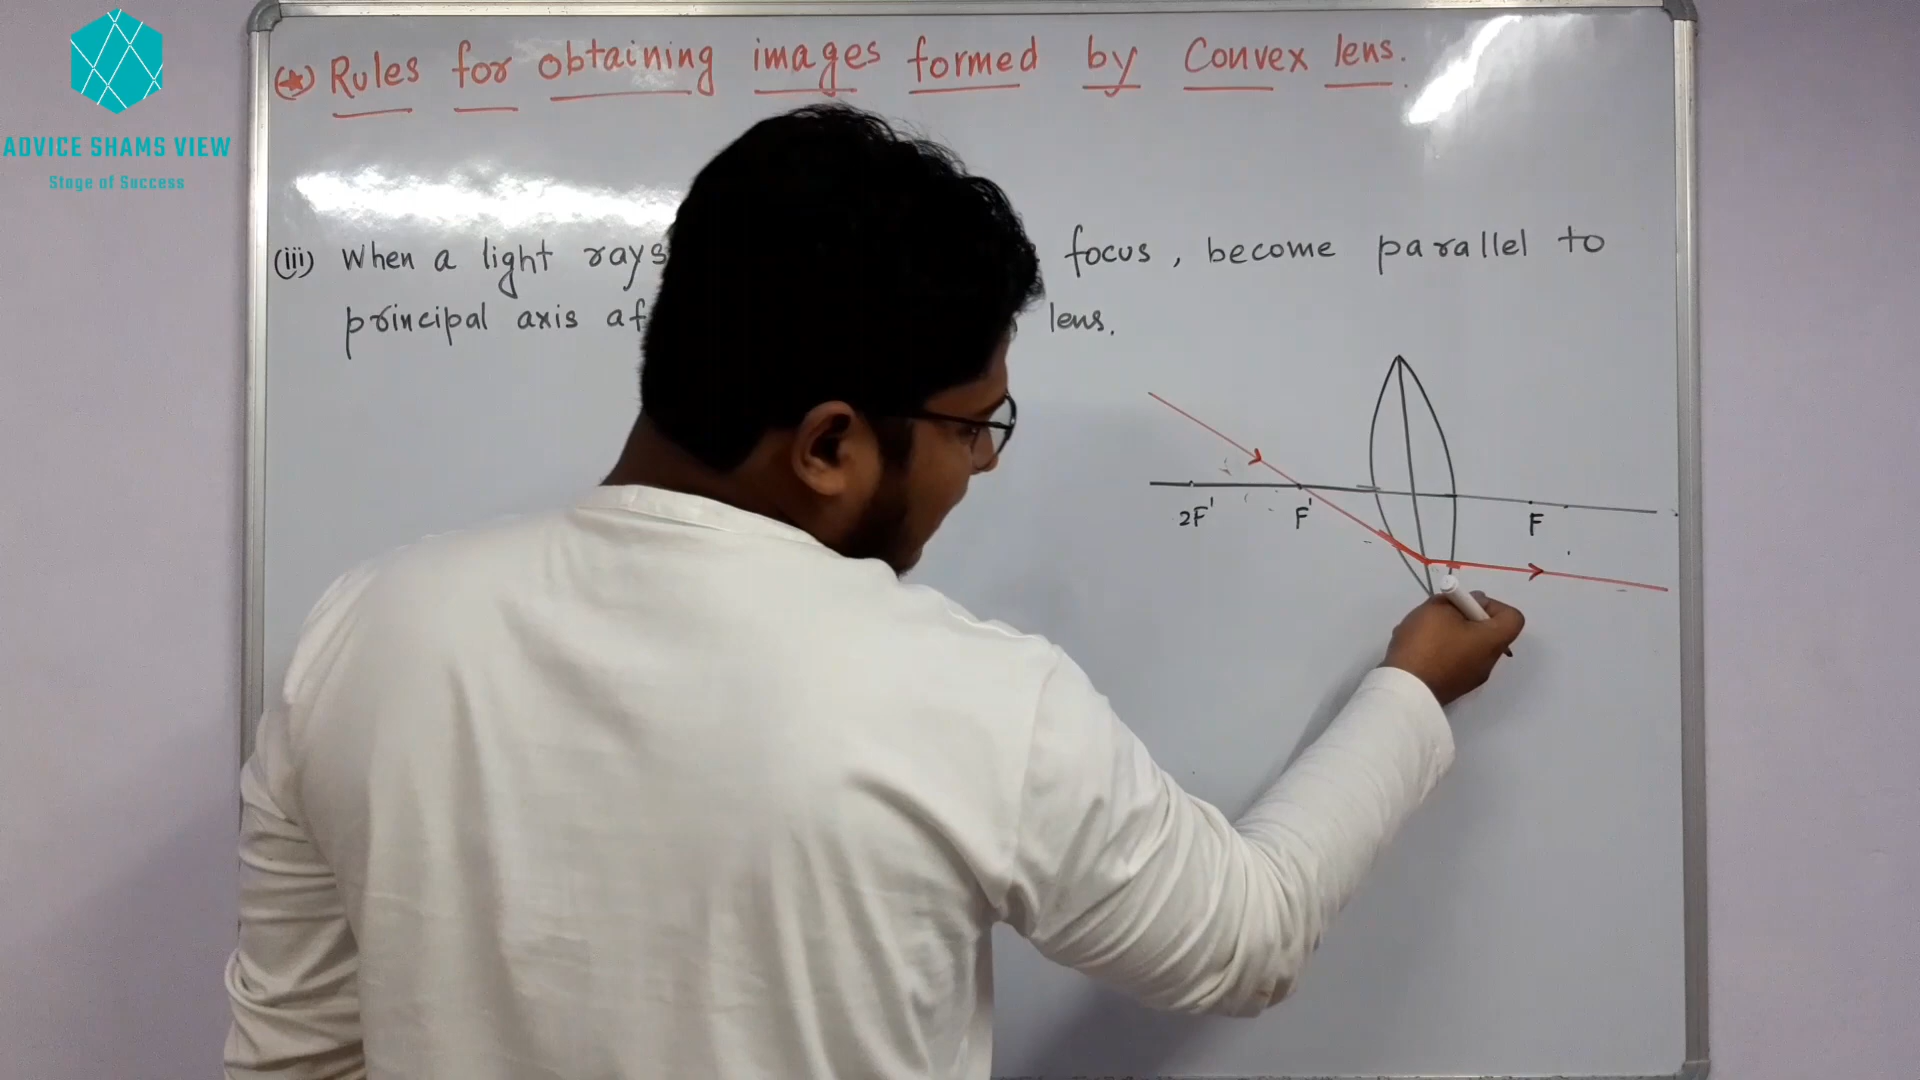 ADVICE SHAMS VIEW
Stage of Success
(★) Rules for obtaining images formed by Convex lens.
(iii) When a light rays focus, become parallel to
principal axis af lens.
2F' F' F